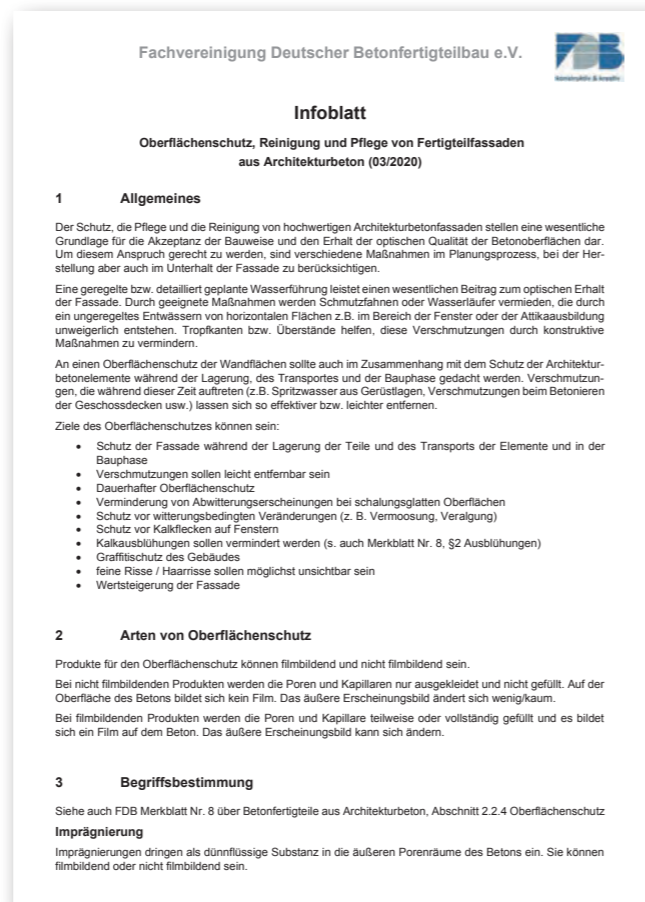 Fachvereinigung Deutscher Betonfertigteilbau e.V.
FDB
konstruktiv & kreativ
Infoblatt
Oberflächenschutz, Reinigung und Pflege von Fertigteilfassaden
aus Architekturbeton (03/2020)
1 Allgemeines
Der Schutz, die Pflege und die Reinigung von hochwertigen Architekturbetonfassaden stellen eine wesentliche
Grundlage für die Akzeptanz der Bauweise und den Erhalt der optischen Qualität der Betonoberflächen dar.
Um diesem Anspruch gerecht zu werden, sind verschiedene Maßnahmen im Planungsprozess, bei der Her-
stellung aber auch im Unterhalt der Fassade zu berücksichtigen.
Eine geregelte bzw. detailliert geplante Wasserführung leistet einen wesentlichen Beitrag zum optischen Erhalt
der Fassade. Durch geeignete Maßnahmen werden Schmutzfahnen oder Wasserläufer vermieden, die durch
ein ungeregeltes Entwässern von horizontalen Flächen z.B. im Bereich der Fenster oder der Attikaausbildung
unweigerlich entstehen. Tropfkanten bzw. Überstände helfen, diese Verschmutzungen durch konstruktive
Maßnahmen zu vermindern.
An einen Oberflächenschutz der Wandflächen sollte auch im Zusammenhang mit dem Schutz der Architektur-
betonelemente während der Lagerung, des Transportes und der Bauphase gedacht werden. Verschmutzun-
gen, die während dieser Zeit auftreten (z.B. Spritzwasser aus Gerüstlagen, Verschmutzungen beim Betonieren
der Geschossdecken usw.) lassen sich so effektiver bzw. leichter entfernen.
Ziele des Oberflächenschutzes können sein:
• Schutz der Fassade während der Lagerung der Teile und des Transports der Elemente und in der
Bauphase
• Verschmutzungen sollen leicht entfernbar sein
• Dauerhafter Oberflächenschutz
• Verminderung von Abwitterungserscheinungen bei schalungsglatten Oberflächen
• Schutz vor witterungsbedingten Veränderungen (z. B. Vermoosung, Veralgung)
• Schutz vor Kalkflecken auf Fenstern
• Kalkausblühungen sollen vermindert werden (s. auch Merkblatt Nr. 8, §2 Ausblühungen)
• Graffitischutz des Gebäudes
• feine Risse / Haarrisse sollen möglichst unsichtbar sein
• Wertsteigerung der Fassade
2 Arten von Oberflächenschutz
Produkte für den Oberflächenschutz können filmbildend und nicht filmbildend sein.
Bei nicht filmbildenden Produkten werden die Poren und Kapillaren nur ausgekleidet und nicht gefüllt. Auf der
Oberfläche des Betons bildet sich kein Film. Das äußere Erscheinungsbild ändert sich wenig/kaum.
Bei filmbildenden Produkten werden die Poren und Kapillare teilweise oder vollständig gefüllt und es bildet
sich ein Film auf dem Beton. Das äußere Erscheinungsbild kann sich ändern.
3 Begriffsbestimmung
Siehe auch FDB Merkblatt Nr. 8 über Betonfertigteile aus Architekturbeton, Abschnitt 2.2.4 Oberflächenschutz
Imprägnierung
Imprägnierungen dringen als dünnflüssige Substanz in die äußeren Porenräume des Betons ein. Sie können
filmbildend oder nicht filmbildend sein.